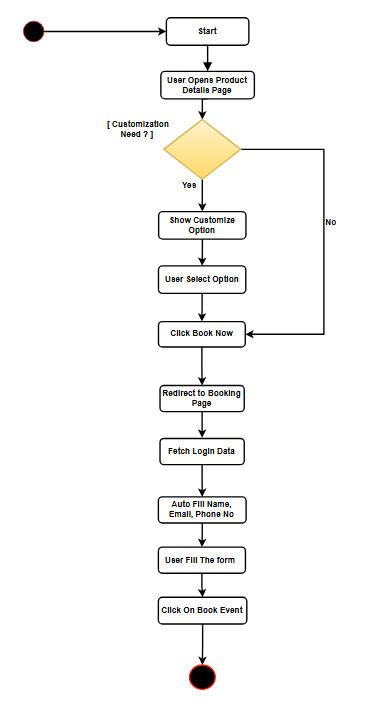 Start
User Opens Product
Details Page
[ Customization
Need ? ]
Yes
Show Customize
Option
No
User Select Option
Click Book Now
Redirect to Booking
Page
Fetch Login Data
Auto Fill Name,
Email, Phone No
User Fill The form
Click On Book Event